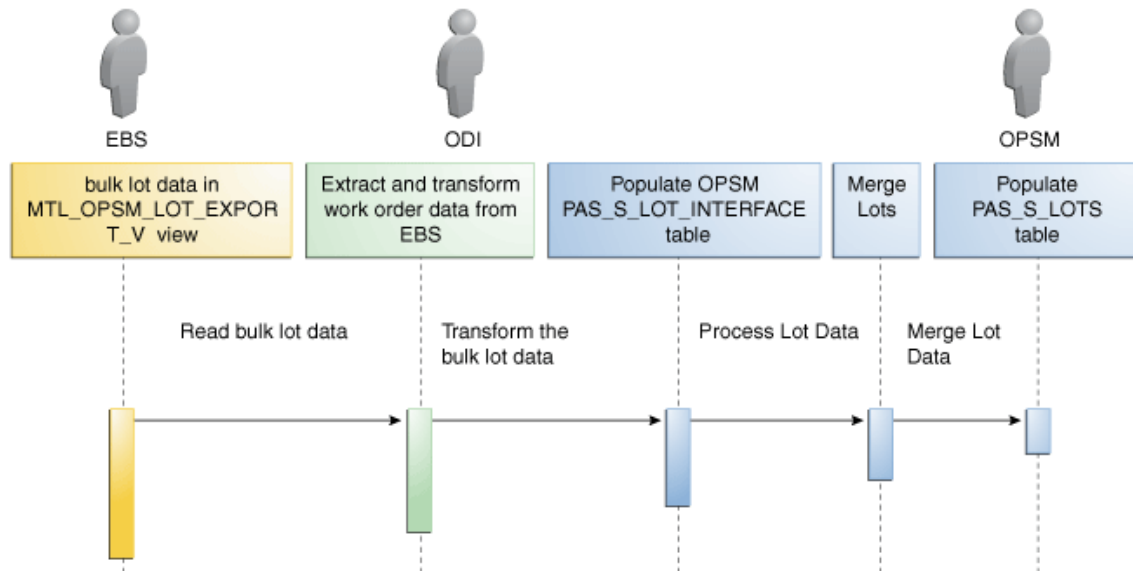 EBS
ODI
OPSM
bulk lot data in
MTL_OPSM_LOT_EXPOR
T_V view
Extract and transform
work order data from
EBS
Populate OPSM
PAS_S_LOT_INTERFACE
table
Merge
Lots
Populate
PAS_S_LOTS
table
Read bulk lot data
Transform the
bulk lot data
Process Lot Data
Merge Lot
Data